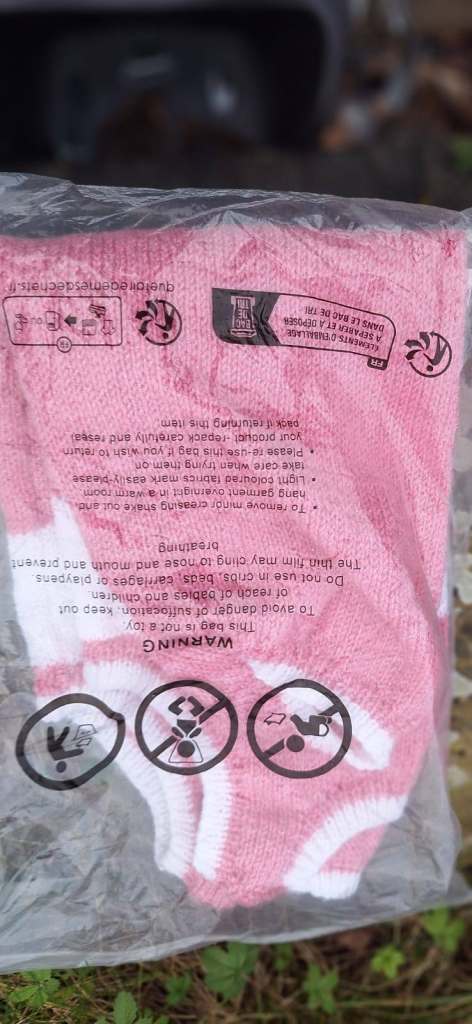 WARNING
This bag is not a toy.
To avoid danger of suffocation, keep out
of reach of babies and children.
Do not use in cribs, beds, carriages or playpens
The thin film may cling to nose and mouth and prevent
breathing
• To remove minor creasing shake out and
hang garment overnight in a warm room
• Light coloured fabrics mark easily-please
take care when trying them on
• Please re-use this bag if you wish to return
your product - repack carefully and reseal
pack if returning this item.
FR
ÉLÉMENTS D'EMBALLAGE
À SÉPARER ET À DÉPOSER
DANS LE BAC DE TRI
BAC
DE
TRI
FR
OU
quefairedemesdechets.fr